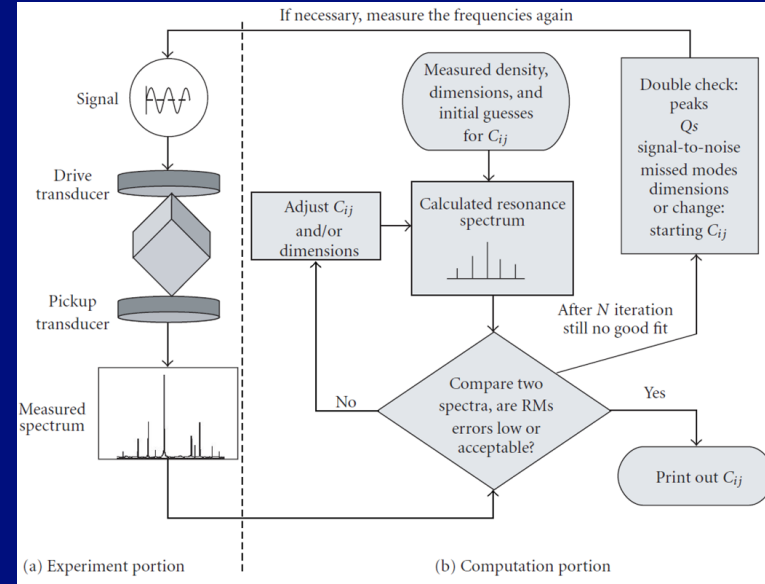 If necessary, measure the frequencies again
Signal
Drive
transducer
Pickup
transducer
Measured
spectrum
(a) Experiment portion
Measured density,
dimensions, and
initial guesses
for Cij
Adjust Cij
and/or
dimensions
Calculated resonance
spectrum
Double check:
peaks
Qs
signal-to-noise
missed modes
dimensions
or change:
starting Cij
After N iteration
still no good fit
No
Compare two
spectra, are RMs
errors low or
acceptable?
Yes
Print out Cij
(b) Computation portion